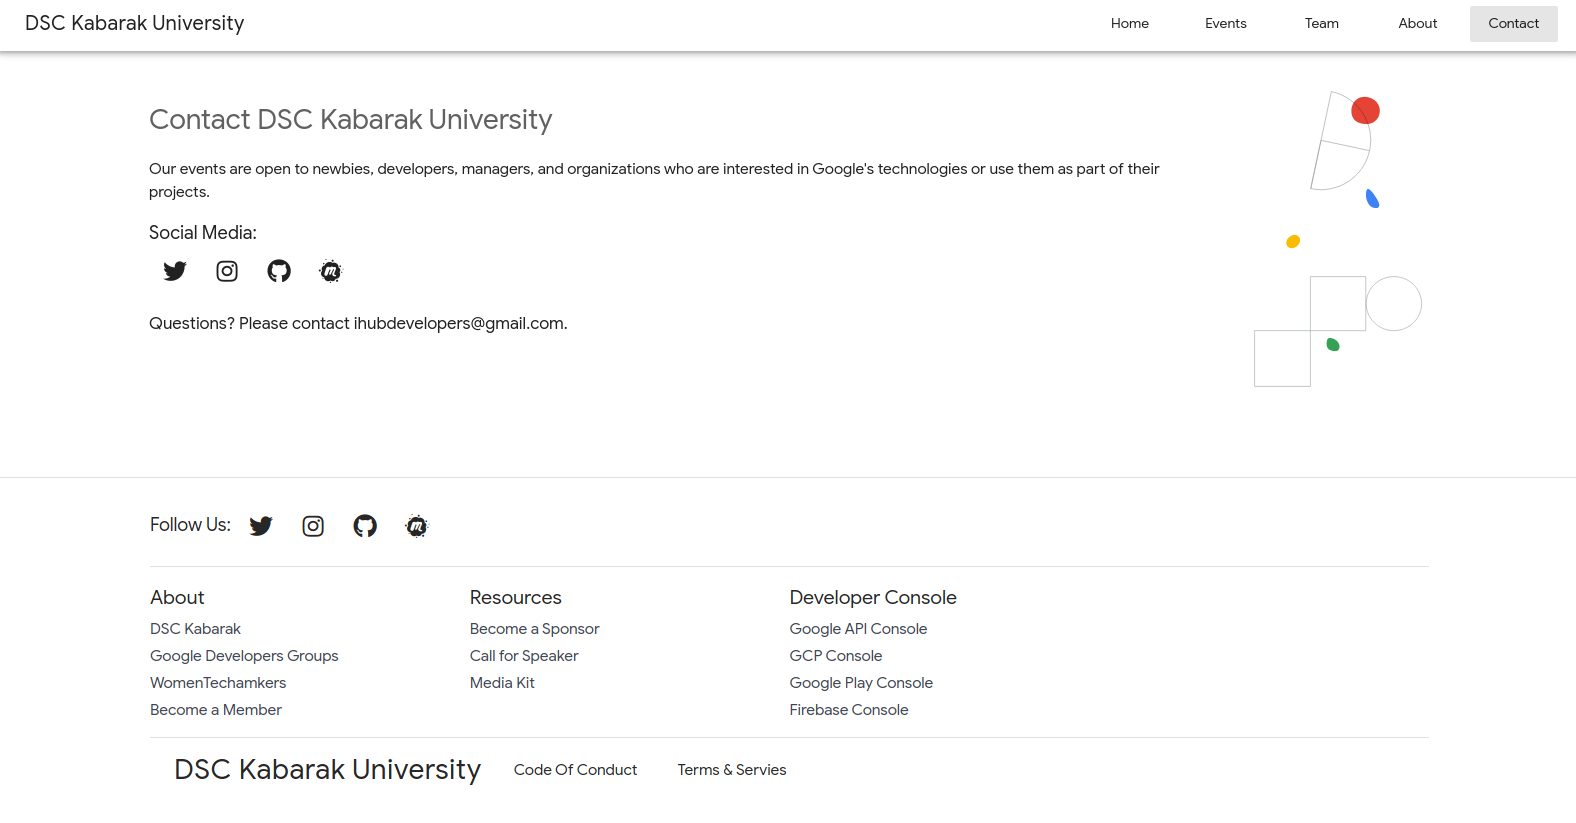 DSC Kabarak University
Home Events Team About Contact
Contact DSC Kabarak University
Our events are open to newbies, developers, managers, and organizations who are interested in Google's technologies or use them as part of their
projects.
Social Media:
m
Questions? Please contact ihubdevelopers@gmail.com.
Follow Us:
m
About
DSC Kabarak
Google Developers Groups
WomenTechamkers
Become a Member
Resources
Become a Sponsor
Call for Speaker
Media Kit
Developer Console
Google API Console
GCP Console
Google Play Console
Firebase Console
DSC Kabarak University Code Of Conduct Terms & Servies